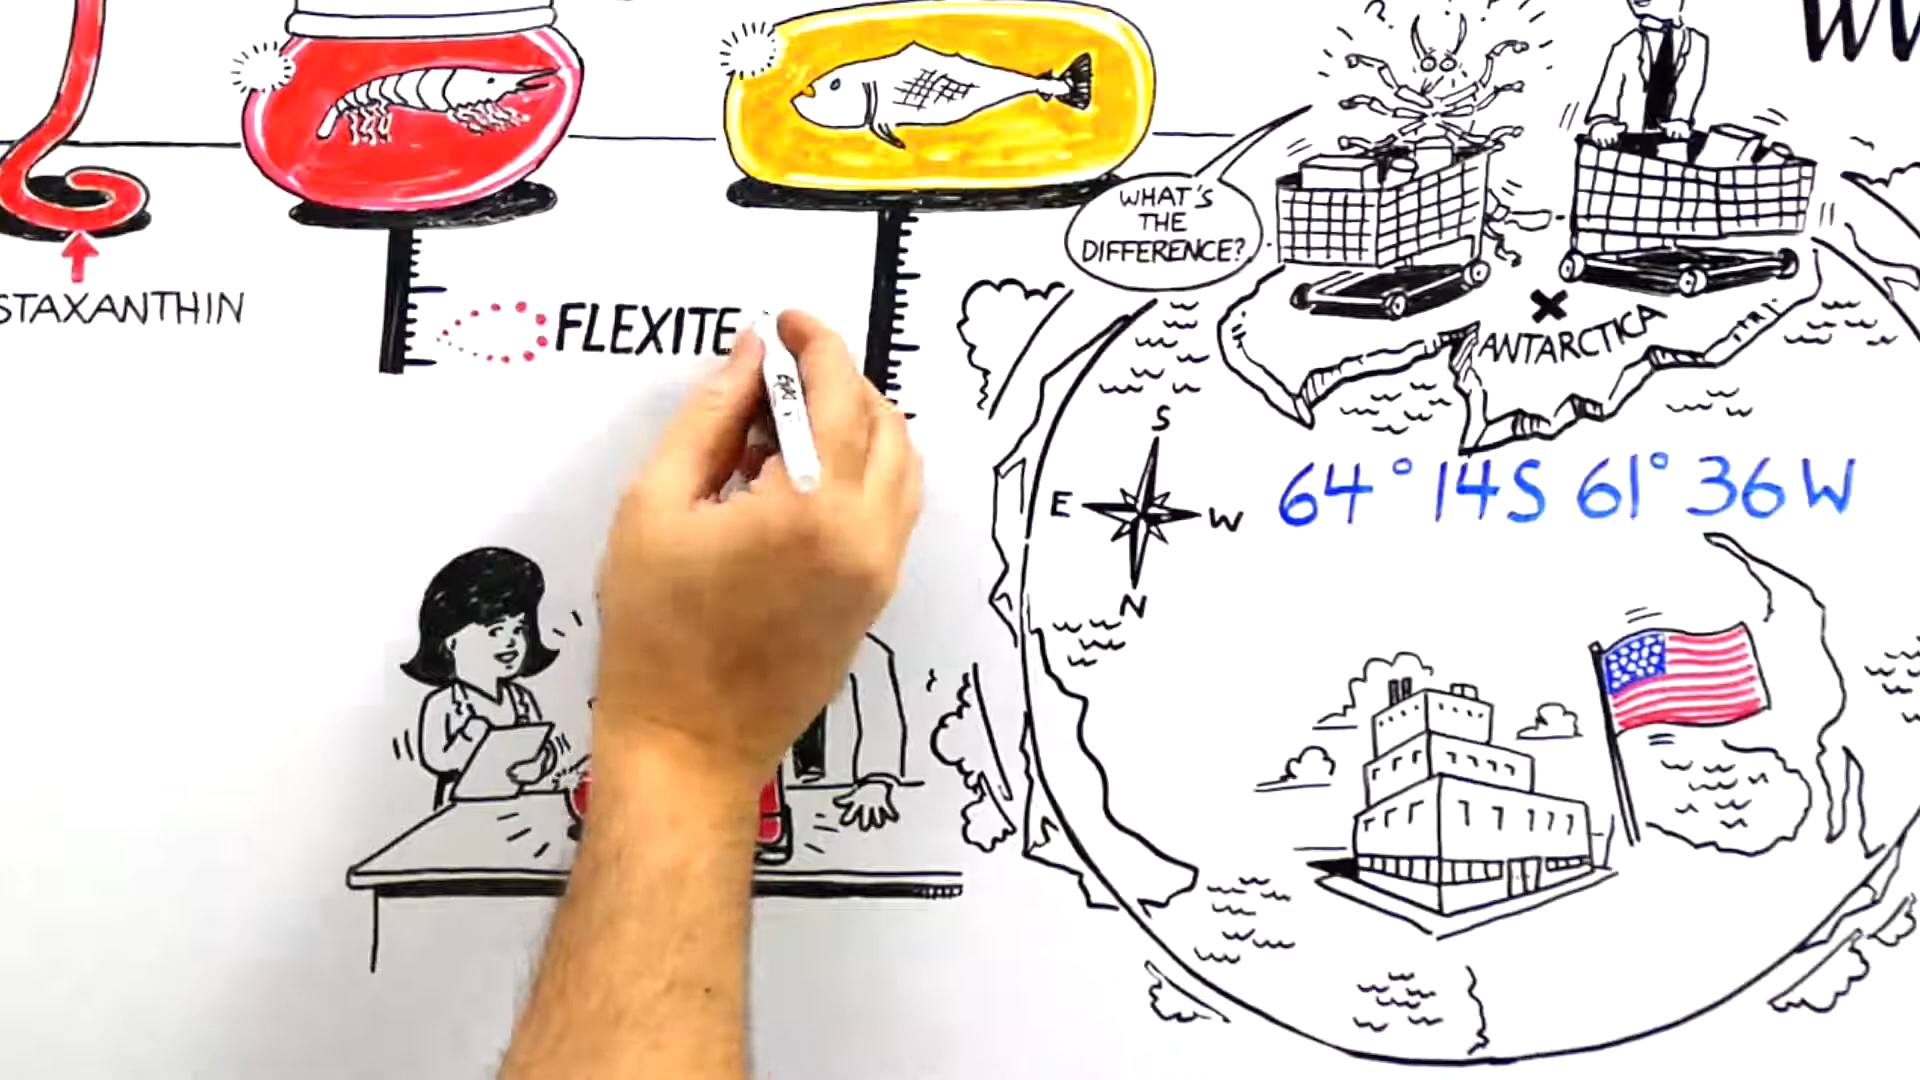 WHAT'S
THE
DIFFERENCE?
STAXANTHIN
FLEXITE
ANTARCTICA
S
E
W
N
64°14S 61°36W